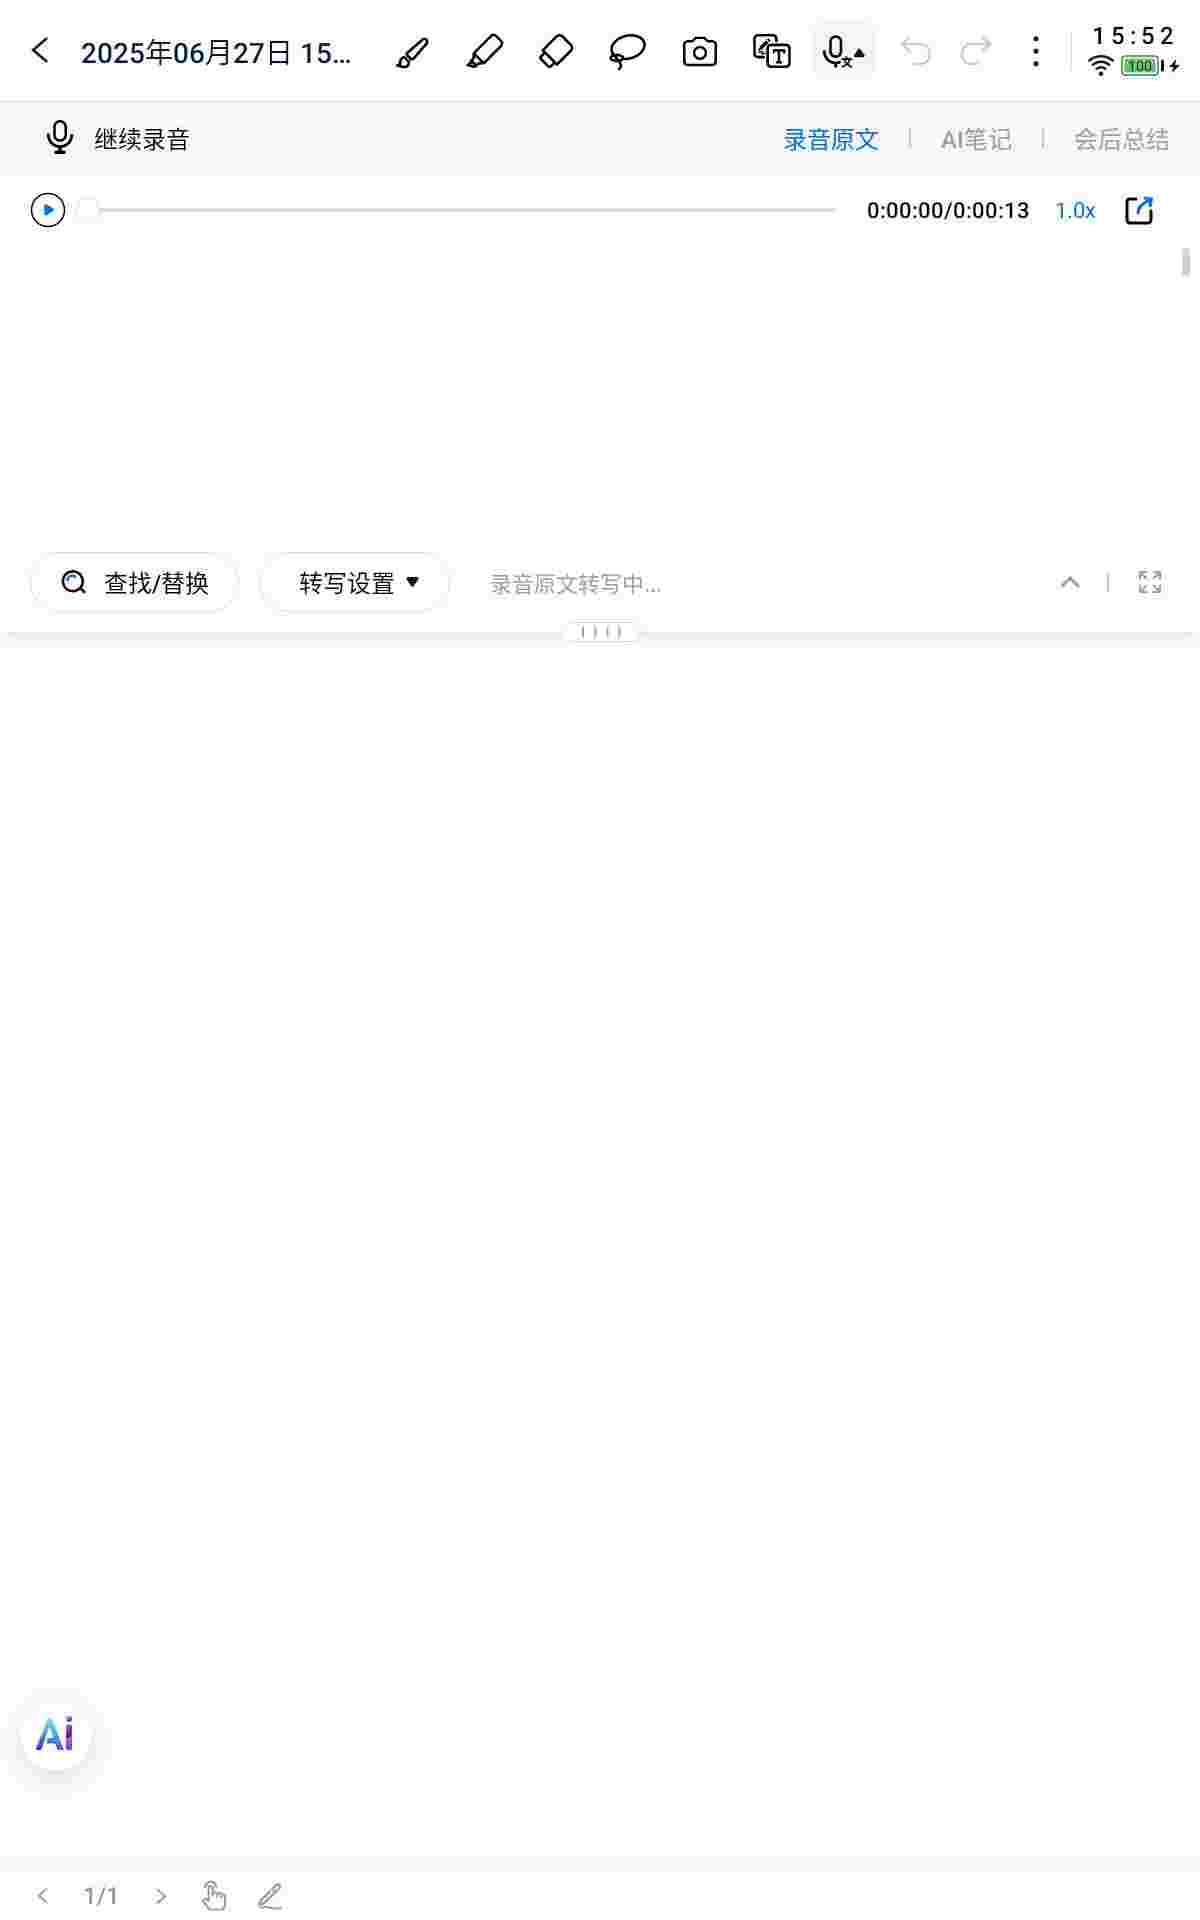 2025年06月27日 15...
15:52
100
继续录音
录音原文
AI笔记
会后总结
0:00:00/0:00:13
1.0x
查找/替换
转写设置
录音原文转写中...
Ai
1/1